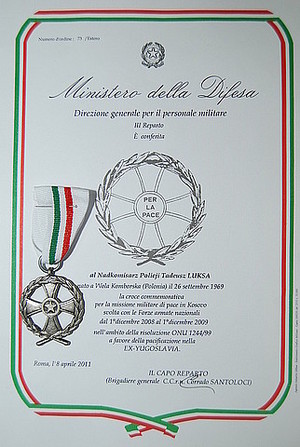 Numero d'ordine: 75 /Estero
Ministero della Difesa
Direzione generale per il personale militare
III Reparto
È conferita
PER
LA
PACE
al Nadkomisarz Policji Tadeusz LUKSA
nato a Wola Komborska (Polonia) il 26 settembre 1969
la croce commemorativa
per la missione militare di pace in Kosovo
svolta con le Forze armate nazionali
dal 1°dicembre 2008 al 1°dicembre 2009
nell'ambito della risoluzione ONU 1244/99
a favore della pacificazione nella
EX-YUGOSLAVIA.
Roma, l'8 aprile 2011
IL CAPO REPARTO
(Brigadiere generale C.C.r.n. Corrado SANTOLOCI)